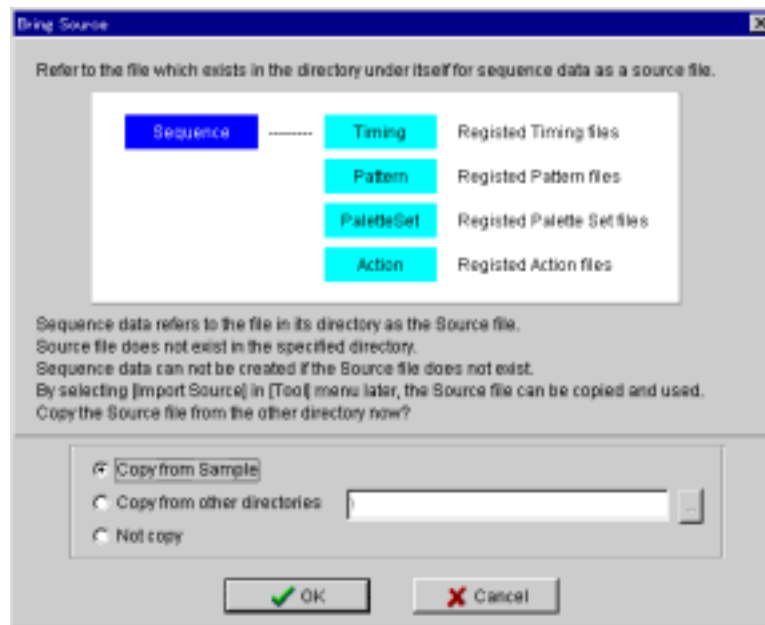 Bring Source
Refer to the file which exists in the directory under itself for sequence data as a source file.
Sequence -------- Timing Registed Timing files
Pattern Registed Pattern files
PaletteSet Registed Palette Set files
Action Registed Action files
Sequence data refers to the file in its directory as the Source file.
Source file does not exist in the specified directory.
Sequence data can not be created if the Source file does not exist.
By selecting [Import Source] in [Tool] menu later, the Source file can be copied and used.
Copy the Source file from the other directory now?
Copy from Sample
Copy from other directories \ ...
Not copy
OK Cancel